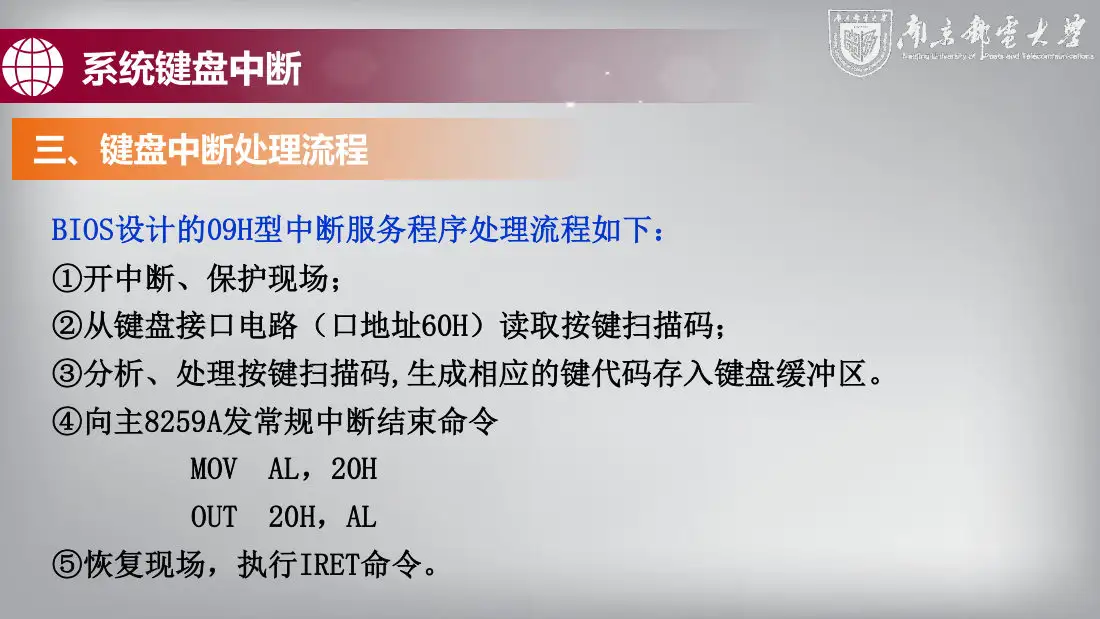 南京邮电大学
Nanjing University of Posts and Telecommunications
系统键盘中断
三、键盘中断处理流程
BIOS设计的09H型中断服务程序处理流程如下：
①开中断、保护现场；
②从键盘接口电路（口地址60H）读取按键扫描码；
③分析、处理按键扫描码,生成相应的键代码存入键盘缓冲区。
④向主8259A发常规中断结束命令
MOV AL，20H
OUT 20H，AL
⑤恢复现场，执行IRET命令。